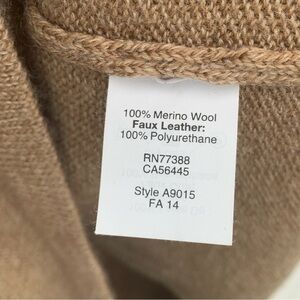 100% Merino Wool
Faux Leather:
100% Polyurethane
RN77388
CA56445
Style A9015
FA 14